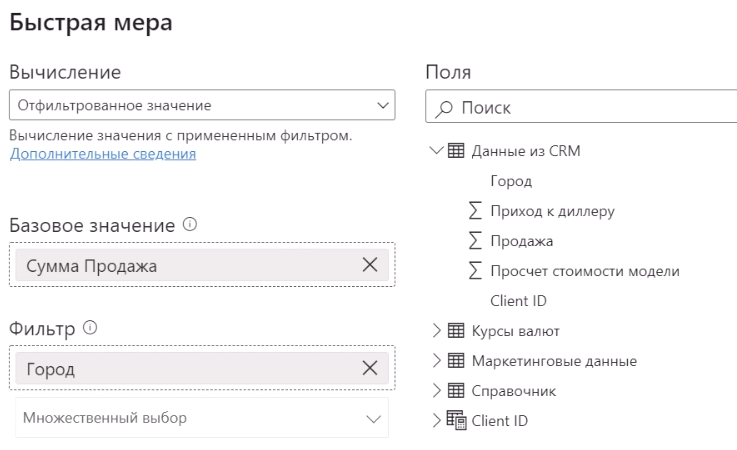 Быстрая мера
Вычисление
Отфильтрованное значение
Вычисление значения с примененным фильтром.
Дополнительные сведения
Базовое значение
Сумма Продажа
Фильтр
Город
Множественный выбор
Поля
Поиск
Данные из CRM
Город
Приход к диллеру
Продажа
Просчет стоимости модели
Client ID
Курсы валют
Маркетинговые данные
Справочник
Client ID